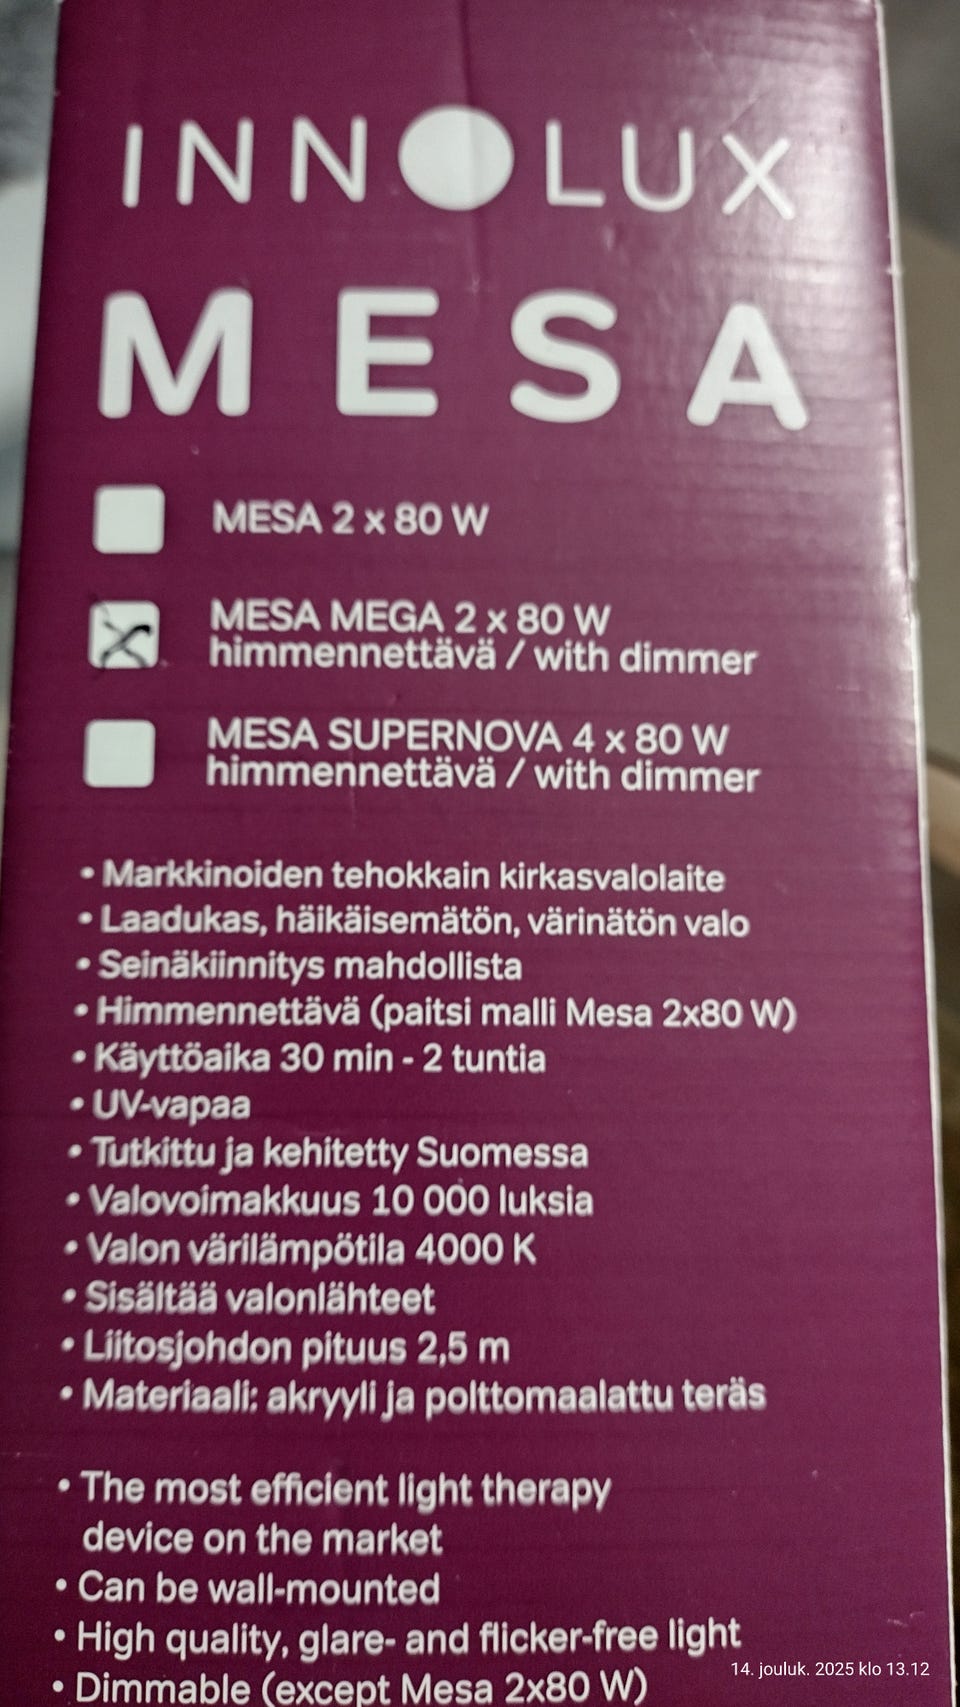 INNOLUX
MESA
MESA 2 x 80 W
MESA MEGA 2 x 80 W
himmennettävä / with dimmer
MESA SUPERNOVA 4 x 80 W
himmennettävä / with dimmer
• Markkinoiden tehokkain kirkasvalolaite
• Laadukas, häikäisemätön, värinätön valo
• Seinäkiinnitys mahdollista
• Himmennettävä (paitsi malli Mesa 2x80 W)
• Käyttöaika 30 min - 2 tuntia
• UV-vapaa
• Tutkittu ja kehitetty Suomessa
• Valovoimakkuus 10 000 luksia
• Valon värilämpötila 4000 K
• Sisältää valonlähteet
• Liitosjohdon pituus 2,5 m
• Materiaali: akryyli ja polttomaalattu teräs
• The most efficient light therapy
device on the market
• Can be wall-mounted
• High quality, glare- and flicker-free light
• Dimmable (except Mesa 2x80 W)
14. jouluk. 2025 klo 13.12